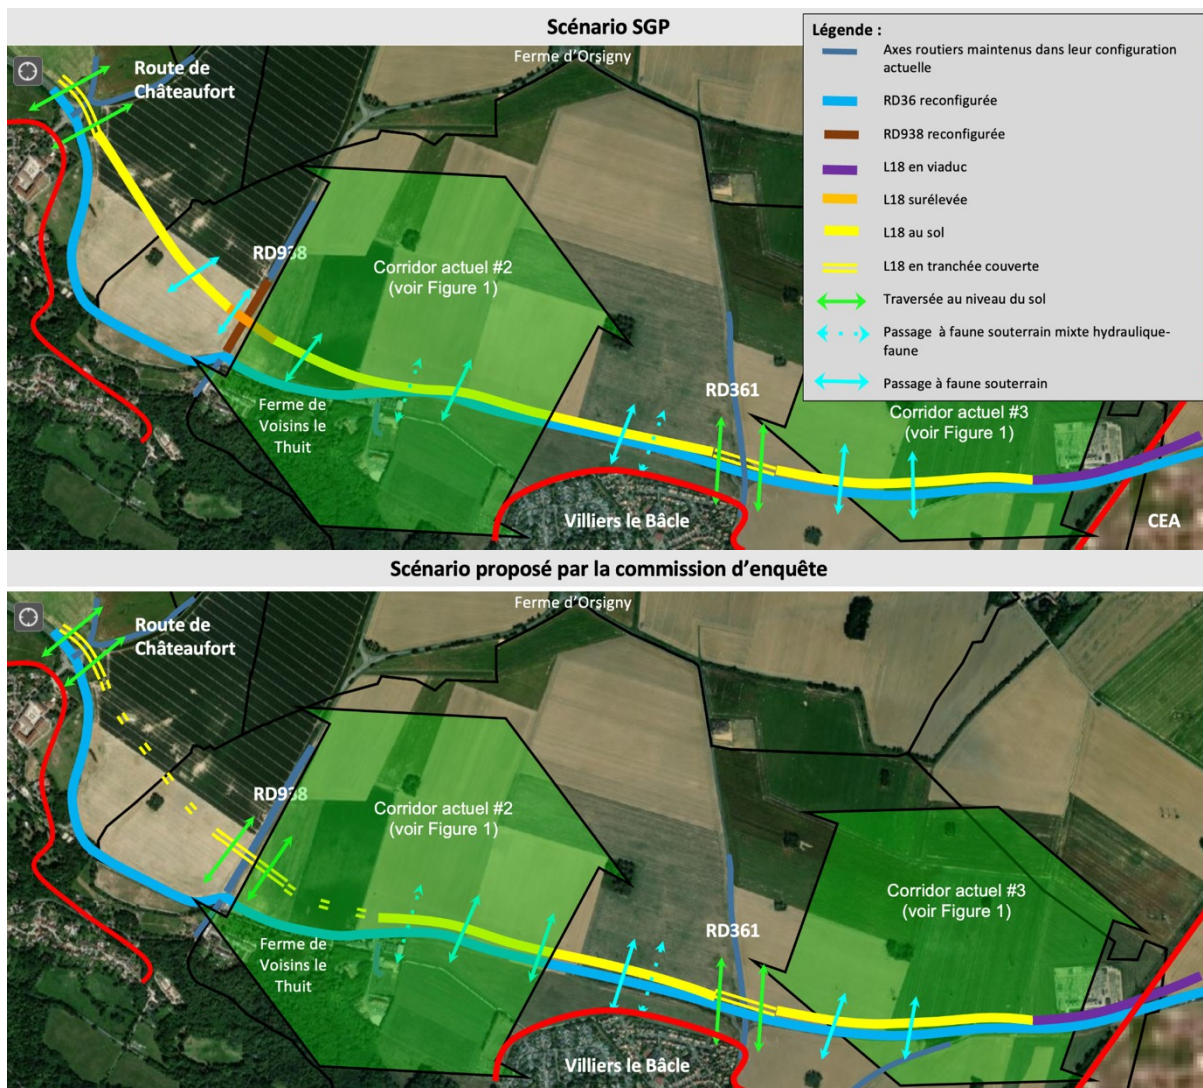 Scénario SGP
Ferme d'Orsigny
Route de
Châteaufort
RD938
Corridor actuel #2
(voir Figure 1)
Ferme de
Voisins le
Thuit
RD361
Villiers le Bâcle
Corridor actuel #3
(voir Figure 1)
CEA
Légende :
Axes routiers maintenus dans leur configuration
actuelle
RD36 reconfigurée
RD938 reconfigurée
L18 en viaduc
L18 surélevée
L18 au sol
L18 en tranchée couverte
Traversée au niveau du sol
Passage à faune souterrain mixte hydraulique-
faune
Passage à faune souterrain
Scénario proposé par la commission d'enquête
Ferme d'Orsigny
Route de
Châteaufort
RD938
Corridor actuel #2
(voir Figure 1)
Ferme de
Voisins le
Thuit
RD361
Villiers le Bâcle
Corridor actuel #3
(voir Figure 1)
CEA